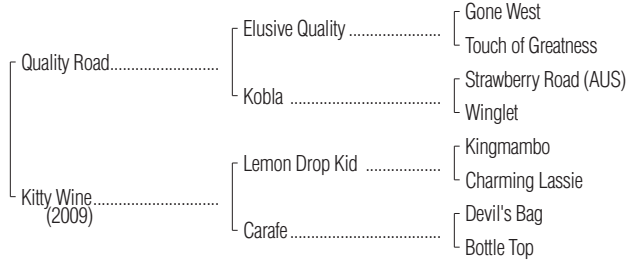 Gone West
Elusive Quality ....................
Touch of Greatness
Quality Road........................
Strawberry Road (AUS)
Kobla ..................................
Winglet
Kingmambo
Lemon Drop Kid .................
Charming Lassie
Kitty Wine............................
(2009)
Devil's Bag
Carafe..................................
Bottle Top